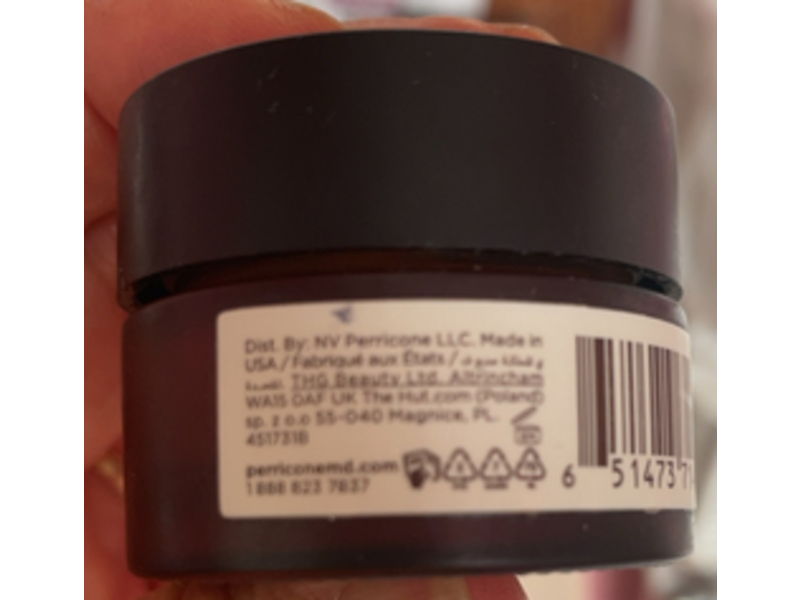 Dist. By: NV Perricone LLC. Made in
USA / Fabriqué aux États /
THG Beauty Ltd. Altrincham
WA15 0AF UK The Hut.com (Poland)
sp. z o.o 55-040 Magnice, PL.
4517318
perriconemd.com
1 888 823 7837
6 51473 7